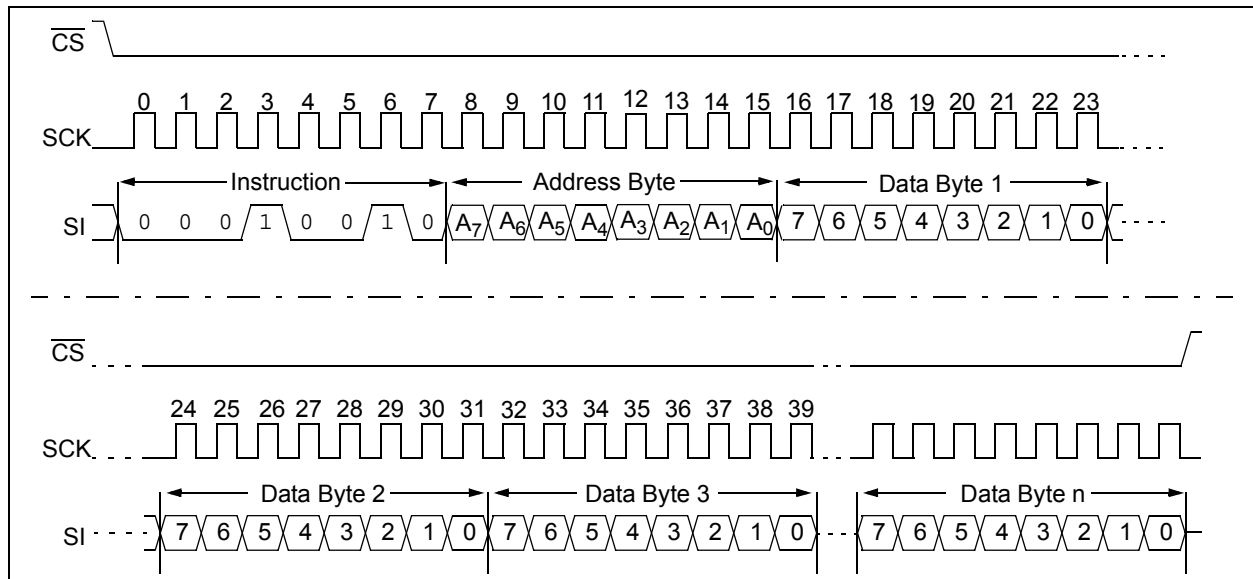 CS
0 1 2 3 4 5 6 7 8 9 10 11 12 13 14 15 16 17 18 19 20 21 22 23
SCK
Instruction Address Byte Data Byte 1
SI 0 0 0 1 0 0 1 0 A7 A6 A5 A4 A3 A2 A1 A0 7 6 5 4 3 2 1 0
CS
24 25 26 27 28 29 30 31 32 33 34 35 36 37 38 39
SCK
Data Byte 2 Data Byte 3 Data Byte n
SI 7 6 5 4 3 2 1 0 7 6 5 4 3 2 1 0 7 6 5 4 3 2 1 0